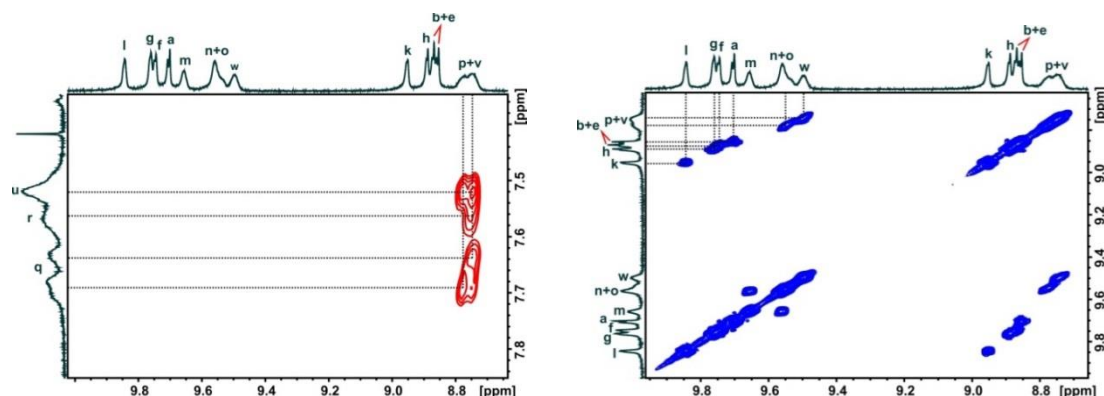 b+e
l g f a m n+o w k h p+v
u
r
q
7.5
7.6
7.7
7.8
[ppm]
9.8 9.6 9.4 9.2 9.0 8.8 [ppm]
b+e
l g f a m n+o w k h p+v
p+v
b+e
h
k
w
n+o
m
a
f
g
l
[ppm]
9.0
9.2
9.4
9.6
9.8
9.8 9.6 9.4 9.2 9.0 8.8 [ppm]